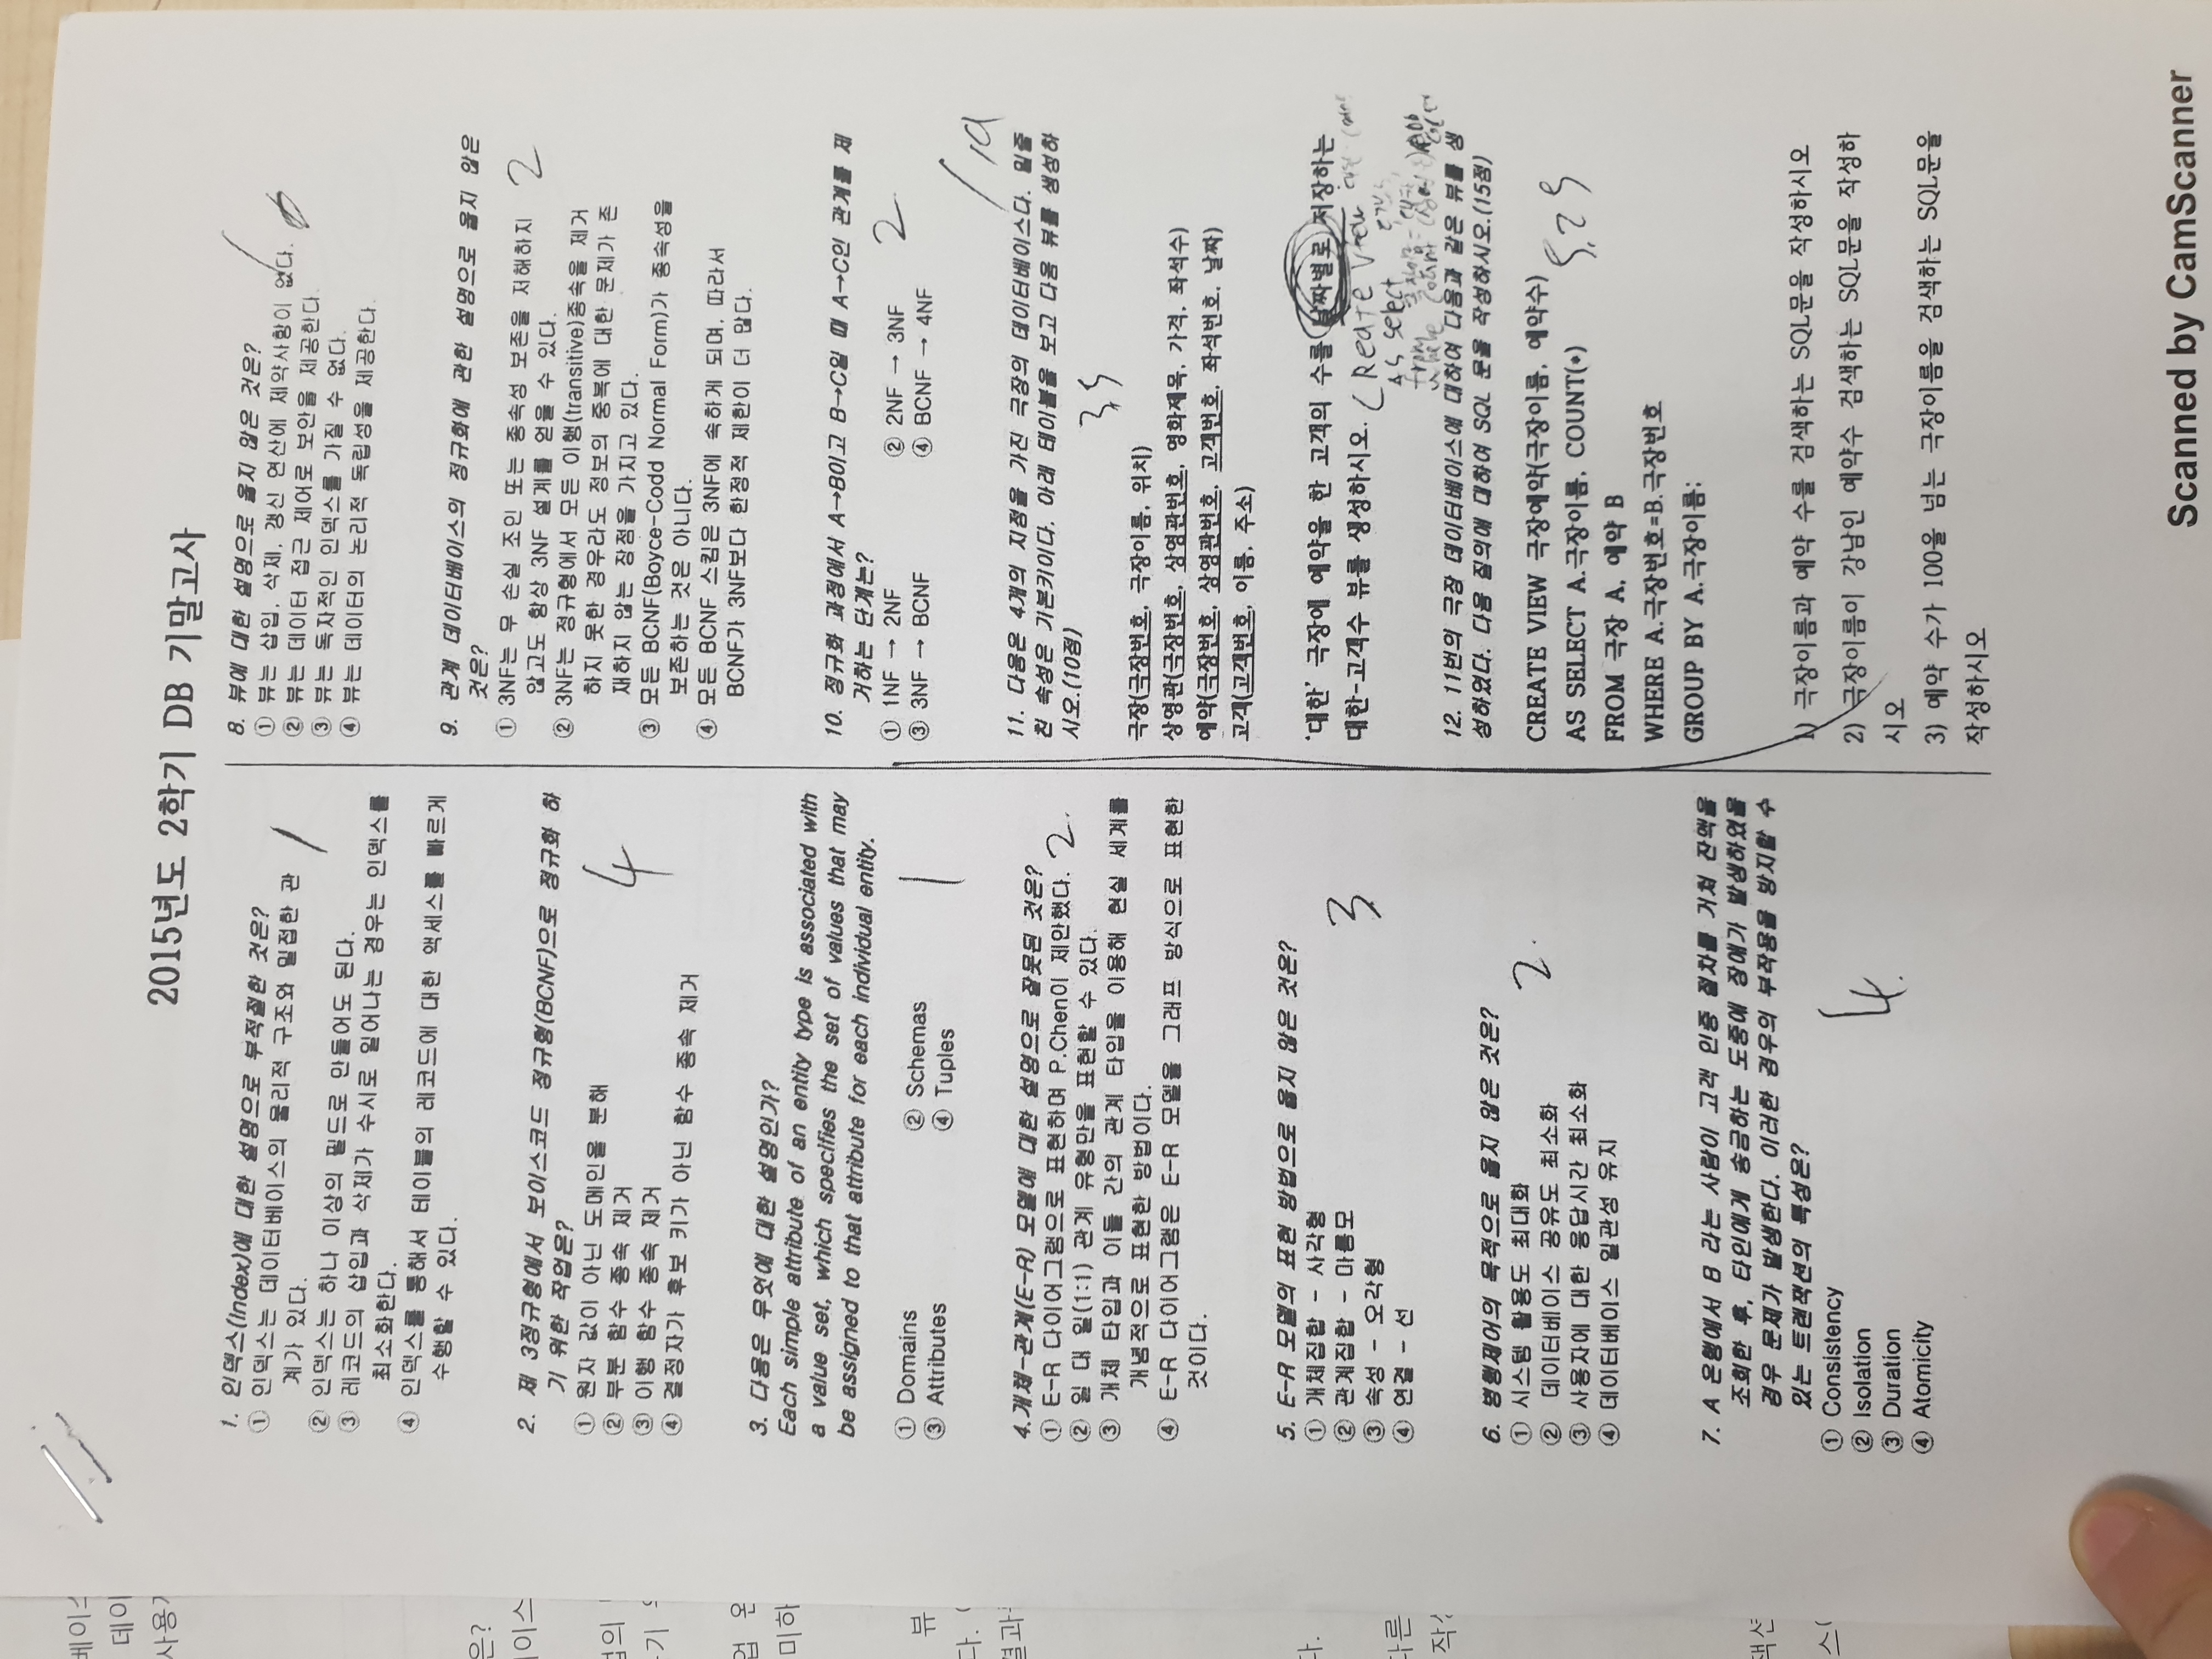 2015년도 2학기 DB 기말고사
1. 인덱스(Index)에 대한 설명으로 부적절한 것은?
① 인덱스는 데이터베이스의 물리적 구조와 밀접한 관
계가 있다.
② 인덱스는 하나 이상의 필드로 만들어도 된다.
③ 레코드의 삽입과 삭제가 수시로 일어나는 경우는 인덱스를
최소화한다.
④ 인덱스를 통해서 테이블의 레코드에 대한 액세스를 빠르게
수행할 수 있다.
2. 제 3정규형에서 보이스코드 정규형(BCNF)으로 정규화 하
기 위한 작업은?
① 원자 값이 아닌 도메인을 분해
② 부분 함수 종속 제거
③ 이행 함수 종속 제거
④ 결정자가 후보 키가 아닌 함수 종속 제거
4
3. 다음은 무엇에 대한 설명인가?
Each simple attribute of an entity type is associated with
a value set, which specifies the set of values that may
be assigned to that attribute for each individual entity.
① Domains ② Schemas
③ Attributes ④ Tuples
1
4.개체-관계(E-R) 모델에 대한 설명으로 잘못된 것은?
① E-R 다이어그램으로 표현하며 P.Chen이 제안했다.
② 일 대 일(1:1) 관계 유형만을 표현할 수 있다.
2.
③ 개체 타입과 이들 간의 관계 타입을 이용해 현실 세계를
개념적으로 표현한 방법이다.
④ E-R 다이어그램은 E-R 모델을 그래프 방식으로 표현한
것이다.
5. E-R 모델의 표현 방법으로 옳지 않은 것은?
① 개체집합 - 사각형
② 관계집합 - 마름모
③ 속성 - 오각형
④ 연결 - 선
3
6. 병행제어의 목적으로 옳지 않은 것은?
① 시스템 활용도 최대화
② 데이터베이스 공유도 최소화
③ 사용자에 대한 응답시간 최소화
④ 데이터베이스 일관성 유지
2.
7. A 은행에서 B 라는 사람이 고객 인증 절차를 거쳐 잔액을
조회한 후, 타인에게 송금하는 도중에 장애가 발생하였을
경우 문제가 발생한다. 이러한 경우의 부작용을 방지할 수
있는 트랜잭션의 특성은?
① Consistency
② Isolation
③ Duration
④ Atomicity
4.
8. 뷰에 대한 설명으로 옳지 않은 것은?
① 뷰는 삽입, 삭제, 갱신 연산에 제약사항이 없다.
② 뷰는 데이터 접근 제어로 보안을 제공한다.
③ 뷰는 독자적인 인덱스를 가질 수 없다.
④ 뷰는 데이터의 논리적 독립성을 제공한다.
9. 관계 데이터베이스의 정규화에 관한 설명으로 옳지 않은
것은?
① 3NF는 무 손실 조인 또는 종속성 보존을 저해하지
않고도 항상 3NF 설계를 얻을 수 있다.
② 3NF는 정규형에서 모든 이행(transitive)종속을 제거
하지 못한 경우라도 정보의 중복에 대한 문제가 존
재하지 않는 장점을 가지고 있다.
2
③ 모든 BCNF(Boyce-Codd Normal Form)가 종속성을
보존하는 것은 아니다.
④ 모든 BCNF 스킴은 3NF에 속하게 되며, 따라서
BCNF가 3NF보다 한정적 제한이 더 많다.
10. 정규화 과정에서 A→B이고 B→C일 때 A→C인 관계를 제
거하는 단계는?
① 1NF → 2NF ② 2NF → 3NF
③ 3NF → BCNF ④ BCNF → 4NF
2
11. 다음은 4개의 지점을 가진 극장의 데이터베이스다. 밑줄
친 속성은 기본키이다. 아래 테이블을 보고 다음 뷰를 생성하
시오.(10점)
극장(극장번호, 극장이름, 위치)
상영관(극장번호, 상영관번호, 영화제목, 가격, 좌석수)
예약(극장번호, 상영관번호, 고객번호, 좌석번호, 날짜)
고객(고객번호, 이름, 주소)
'대한' 극장에 예약을 한 고객의 수를 날짜별로 저장하는
대한-고객수 뷰를 생성하시오.
CReate View
AS select
12. 11번의 극장 데이터베이스에 대하여 다음과 같은 뷰를 생
성하였다. 다음 질의에 대하여 SQL 문을 작성하시오.(15점)
CREATE VIEW 극장예약(극장이름, 예약수)
AS SELECT A.극장이름, COUNT(*)
FROM 극장 A, 예약 B
WHERE A.극장번호=B.극장번호
GROUP BY A.극장이름;
1) 극장이름과 예약 수를 검색하는 SQL문을 작성하시오
2) 극장이름이 강남인 예약수 검색하는 SQL문을 작성하
시오
3) 예약 수가 100을 넘는 극장이름을 검색하는 SQL문을
작성하시오
Scanned by CamScanner